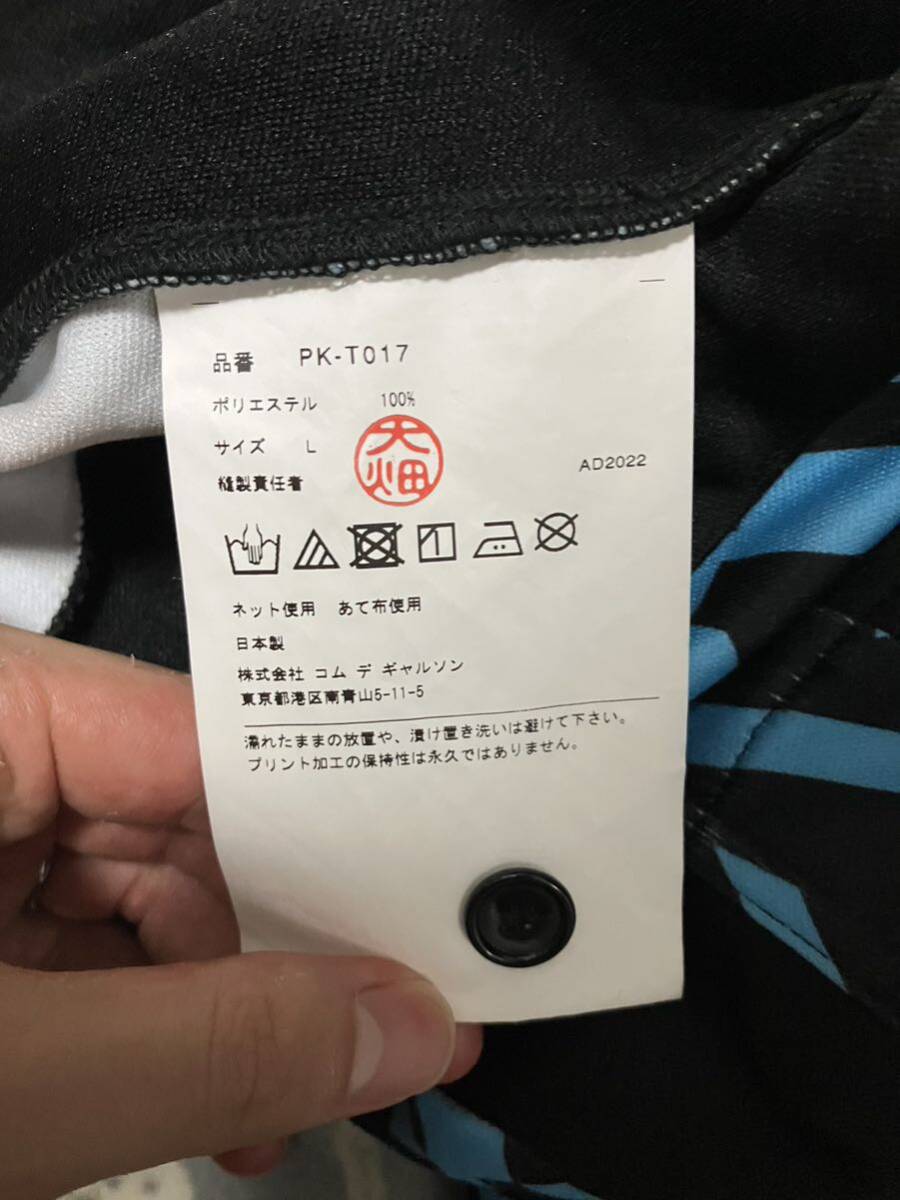 品番 PK-T017
ポリエステル 100%
サイズ L
縫製責任者
大畑
AD2022
ネット使用 あて布使用
日本製
株式会社 コム デ ギャルソン
東京都港区南青山5-11-5
濡れたままの放置や、漬け置き洗いは避けて下さい。
プリント加工の保持性は永久ではありません。